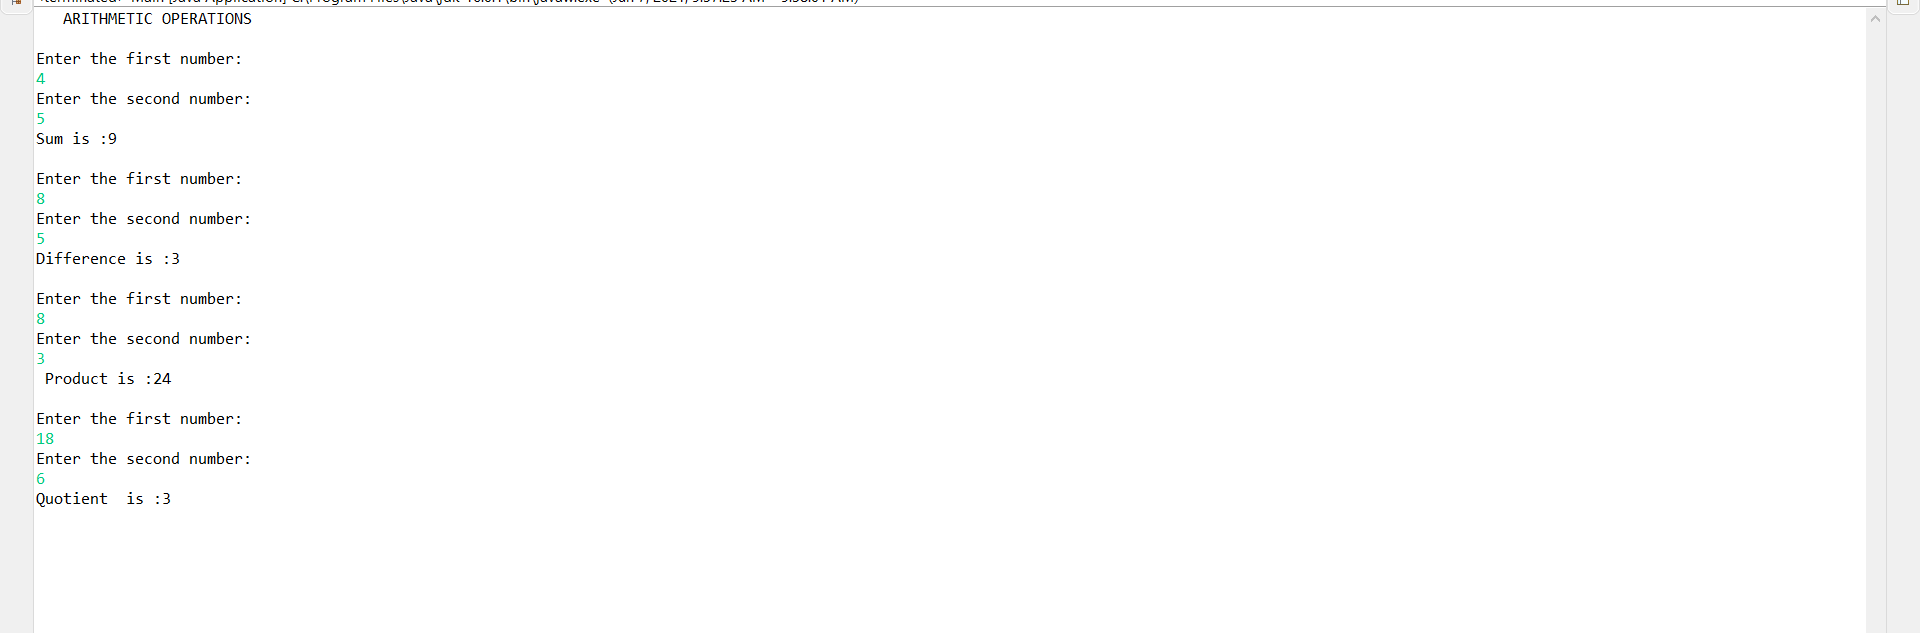 ARITHMETIC OPERATIONS

Enter the first number:
4
Enter the second number:
5
Sum is :9

Enter the first number:
8
Enter the second number:
5
Difference is :3

Enter the first number:
8
Enter the second number:
3
 Product is :24

Enter the first number:
18
Enter the second number:
6
Quotient  is :3